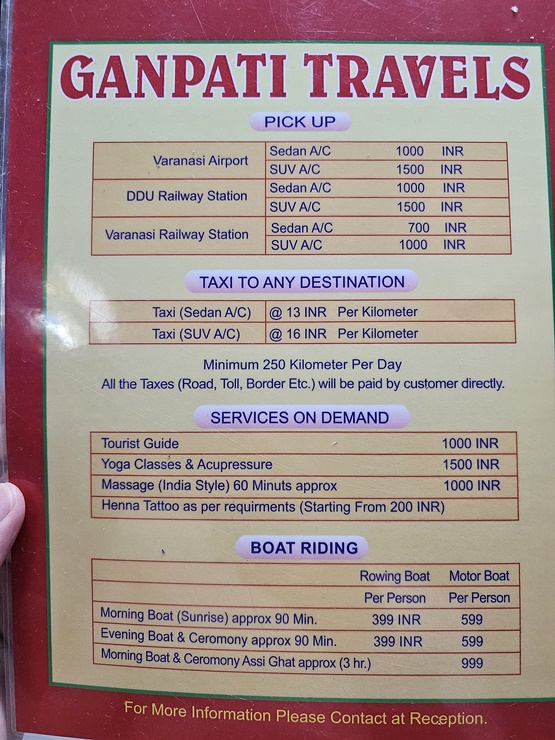 GANPATI TRAVELS
PICK UP
Varanasi Airport Sedan A/C 1000 INR
SUV A/C 1500 INR
DDU Railway Station Sedan A/C 1000 INR
SUV A/C 1500 INR
Varanasi Railway Station Sedan A/C 700 INR
SUV A/C 1000 INR
TAXI TO ANY DESTINATION
Taxi (Sedan A/C) @ 13 INR Per Kilometer
Taxi (SUV A/C) @ 16 INR Per Kilometer
Minimum 250 Kilometer Per Day
All the Taxes (Road, Toll, Border Etc.) will be paid by customer directly.
SERVICES ON DEMAND
Tourist Guide 1000 INR
Yoga Classes & Acupressure 1500 INR
Massage (India Style) 60 Minuts approx 1000 INR
Henna Tattoo as per requirments (Starting From 200 INR)
BOAT RIDING
Rowing Boat Motor Boat
Per Person Per Person
Morning Boat (Sunrise) approx 90 Min. 399 INR 599
Evening Boat & Ceromony approx 90 Min. 399 INR 599
Morning Boat & Ceromony Assi Ghat approx (3 hr.) 999
For More Information Please Contact at Reception.